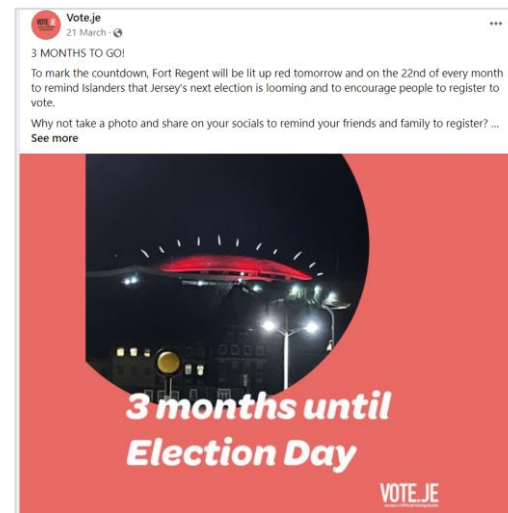 VOTE.JE
Vote.je
21 March
3 MONTHS TO GO!
To mark the countdown, Fort Regent will be lit up red tomorrow and on the 22nd of every month
to remind Islanders that Jersey's next election is looming and to encourage people to register to
vote.
Why not take a photo and share on your socials to remind your friends and family to register? ...
See more
3 months until
Election Day
VOTE.JE